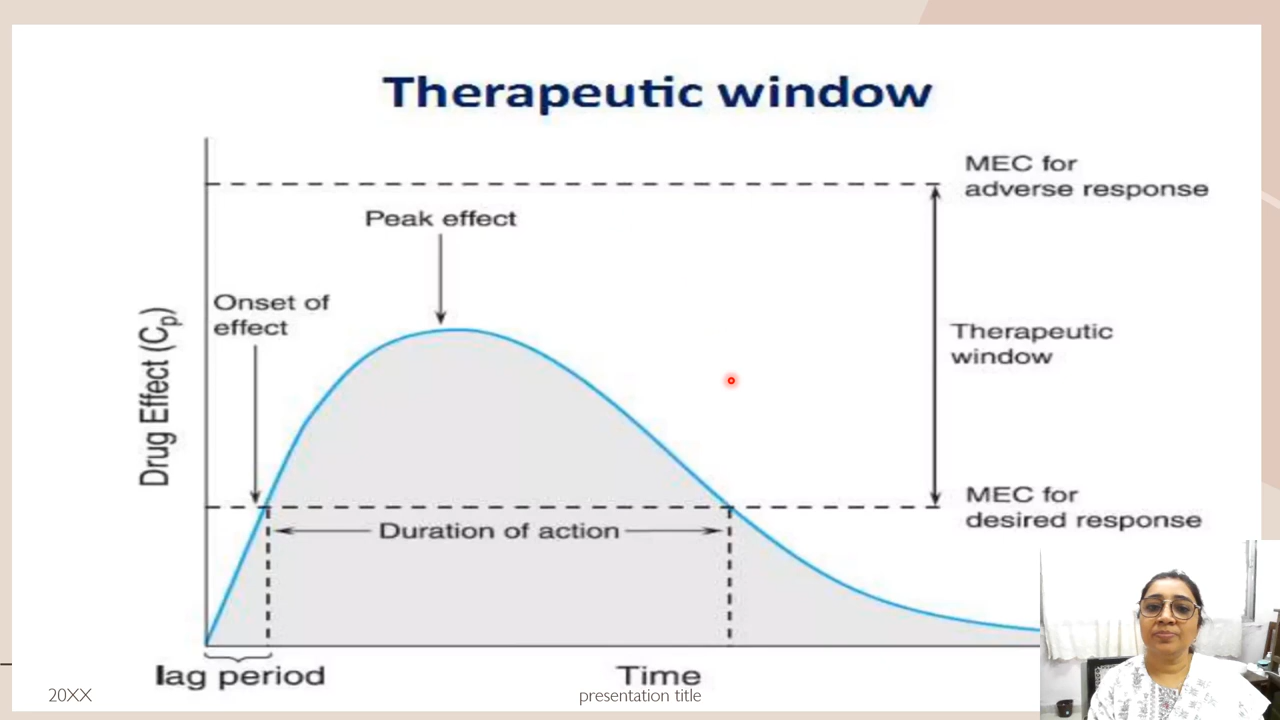 Therapeutic window
MEC for
adverse response
Peak effect
Onset of
effect
Drug Effect (Cp)
Therapeutic
window
MEC for
desired response
Duration of action
lag period
Time
20XX
presentation title